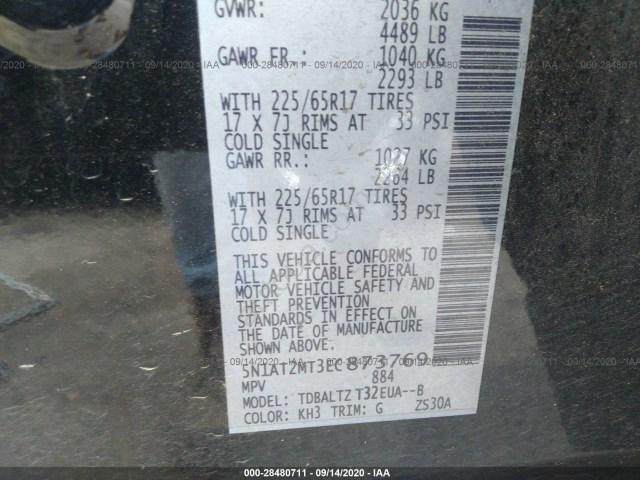 GVWR: 2036 KG
4489 LB
GAWR FR.: 1040 KG
2293 LB
WITH 225/65R17 TIRES
17 X 7J RIMS AT 33 PSI
COLD SINGLE
GAWR RR.: 1027 KG
2264 LB
WITH 225/65R17 TIRES
17 X 7J RIMS AT 33 PSI
COLD SINGLE
THIS VEHICLE CONFORMS TO
ALL APPLICABLE FEDERAL
MOTOR VEHICLE SAFETY AND
THEFT PREVENTION
STANDARDS IN EFFECT ON
THE DATE OF MANUFACTURE
SHOWN ABOVE.
5N1AT2MT3EC873769
MPV 884
MODEL: TDBALTZ T32EUA--B
COLOR: KH3 TRIM: G ZS30A
000-28480711 - 09/14/2020 - IAA